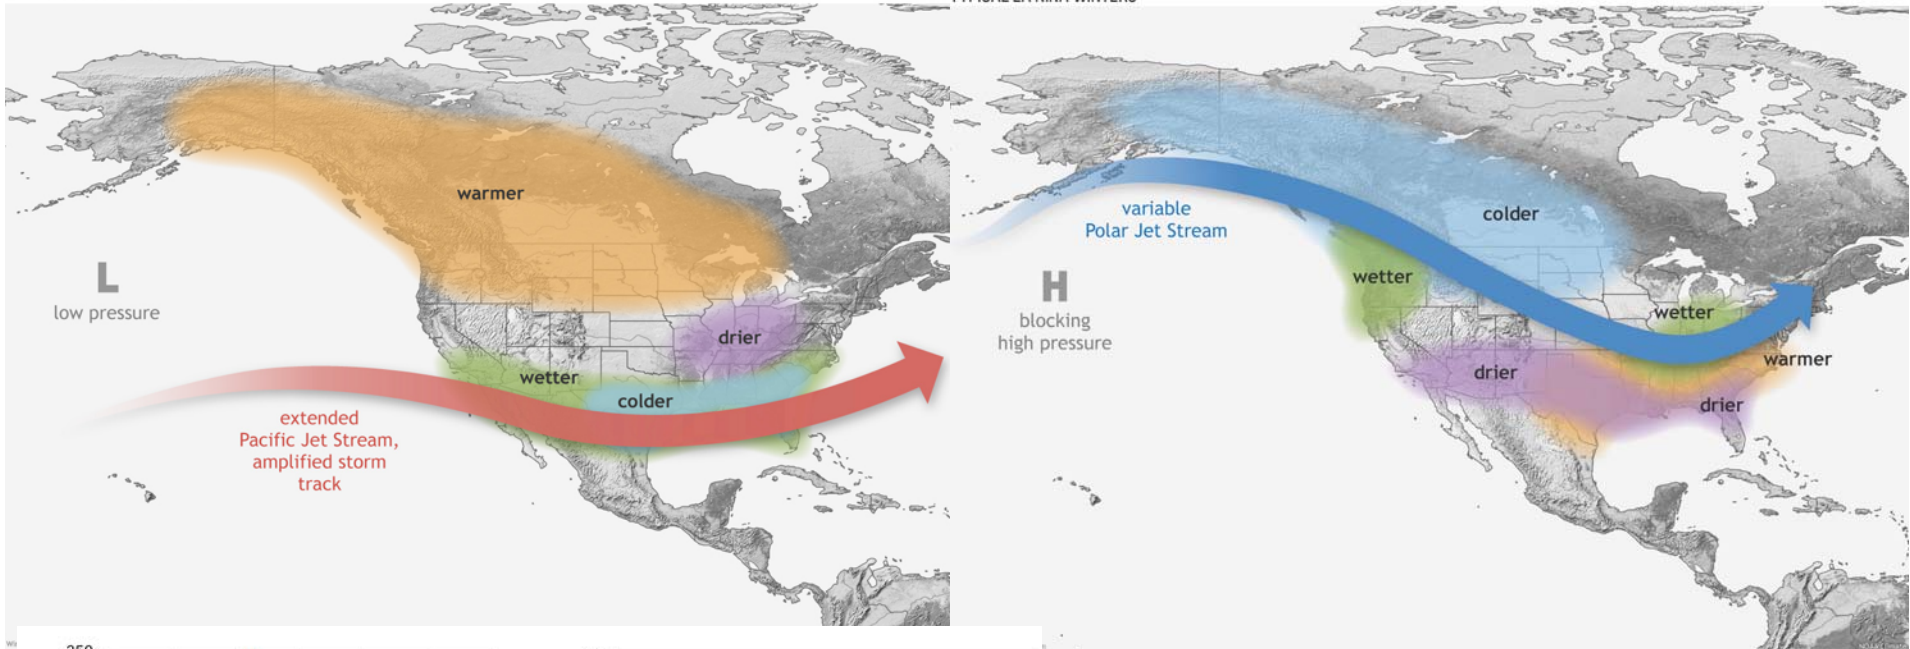 warmer
L
low pressure
drier
wetter
colder
extended
Pacific Jet Stream,
amplified storm
track
variable
Polar Jet Stream
colder
wetter
H
blocking
high pressure
wetter
warmer
drier
drier